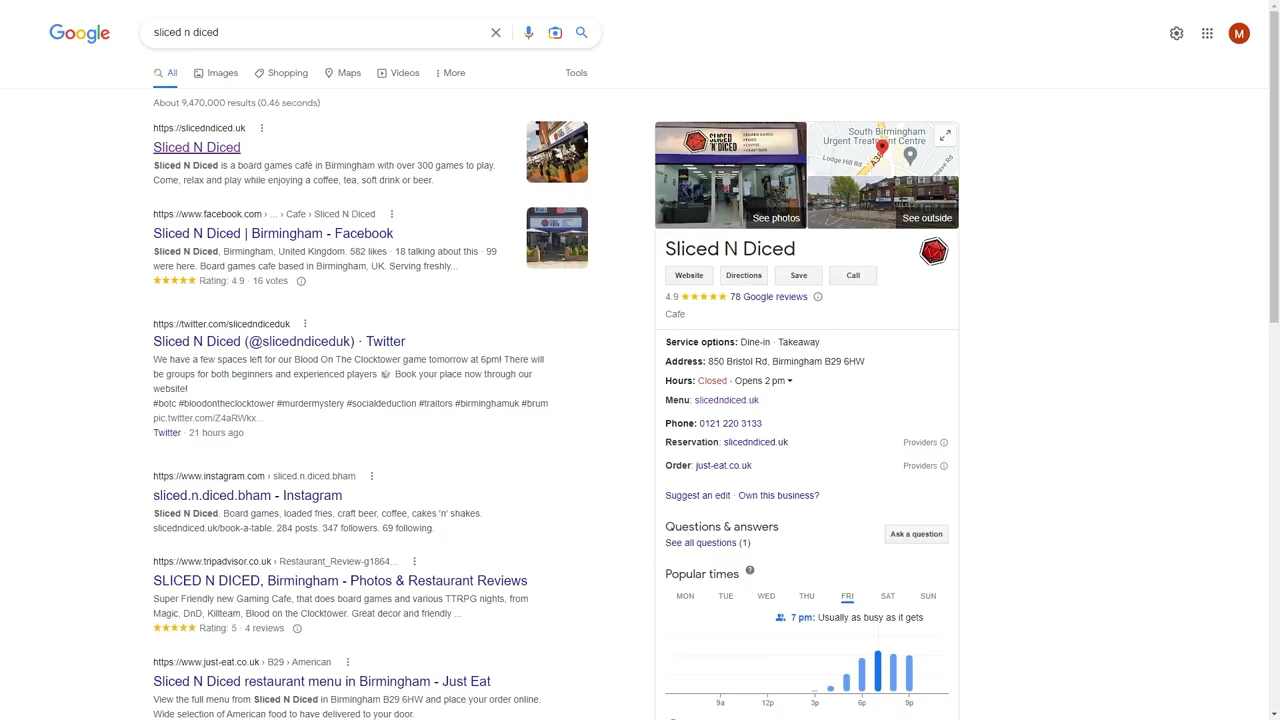 Google
sliced n diced
M
All
Images
Shopping
Maps
Videos
More
Tools
About 9,470,000 results (0.46 seconds)
https://slicedndiced.uk
Sliced N Diced
Sliced N Diced is a board games café in Birmingham with over 300 games to play.
Come, relax and play while enjoying a coffee, tea, soft drink or beer.
https://www.facebook.com › ... › Cafe › Sliced N Diced
Sliced N Diced | Birmingham - Facebook
Sliced N Diced, Birmingham, United Kingdom. 582 likes · 18 talking about this · 99
were here. Board games cafe based in Birmingham, UK. Serving freshly...
Rating: 4.9 · 16 votes
https://twitter.com/slicedndiceduk
Sliced N Diced (@slicedndiceduk) · Twitter
We have a few spaces left for our Blood On The Clocktower game tomorrow at 6pm! There will
be groups for both beginners and experienced players Book your place now through our
website!
#botc #bloodontheclocktower #murdermystery #socialdeduction #traitors #birminghamuk #brum
pic.twitter.com/Z4aRWkx...
Twitter · 21 hours ago
https://www.instagram.com › sliced.n.diced.bham
sliced.n.diced.bham - Instagram
Sliced N Diced. Board games, loaded fries, craft beer, coffee, cakes 'n' shakes.
slicedndiced.uk/book-a-table. 284 posts. 347 followers. 69 following.
https://www.tripadvisor.co.uk › Restaurant_Review-g1864...
SLICED N DICED, Birmingham - Photos & Restaurant Reviews
Super Friendly new Gaming Cafe, that does board games and various TTRPG nights, from
Magic, DnD, Killteam, Blood on the Clocktower. Great decor and friendly ...
Rating: 5 · 4 reviews
https://www.just-eat.co.uk › B29 › American
Sliced N Diced restaurant menu in Birmingham - Just Eat
View the full menu from Sliced N Diced in Birmingham B29 6HW and place your order online.
Wide selection of American food to have delivered to your door.
SLICED
'N' DICED
See photos
South Birmingham
Urgent Treatment Centre
Lodge Hill Rd
A38
See outside
Sliced N Diced
Website
Directions
Save
Call
4.9
78 Google reviews
Cafe
Service options: Dine-in · Takeaway
Address: 850 Bristol Rd, Birmingham B29 6HW
Hours: Closed · Opens 2 pm
Menu: slicedndiced.uk
Phone: 0121 220 3133
Reservation: slicedndiced.uk
Providers
Order: just-eat.co.uk
Providers
Suggest an edit · Own this business?
Questions & answers
See all questions (1)
Ask a question
Popular times
MON
TUE
WED
THU
FRI
SAT
SUN
7 pm: Usually as busy as it gets
9a
12p
3p
6p
9p